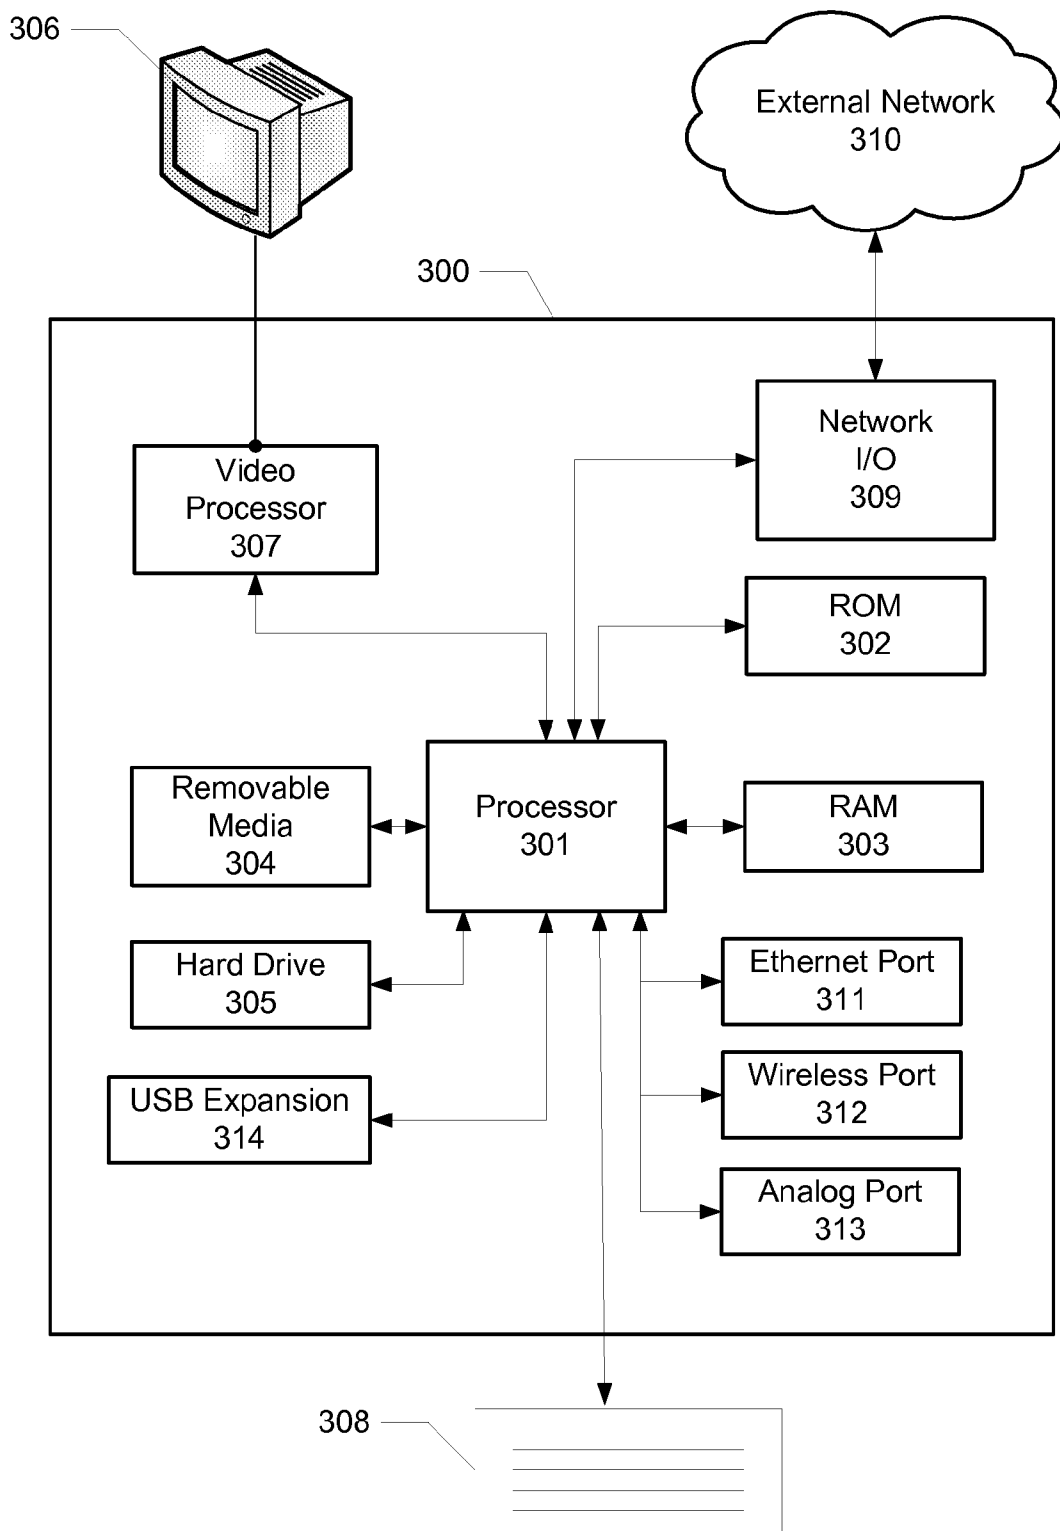 306
External Network
310
300
Network
I/O
309
Video
Processor
307
ROM
302
Removable
Media
304
Processor
301
RAM
303
Hard Drive
305
Ethernet Port
311
USB Expansion
314
Wireless Port
312
Analog Port
313
308